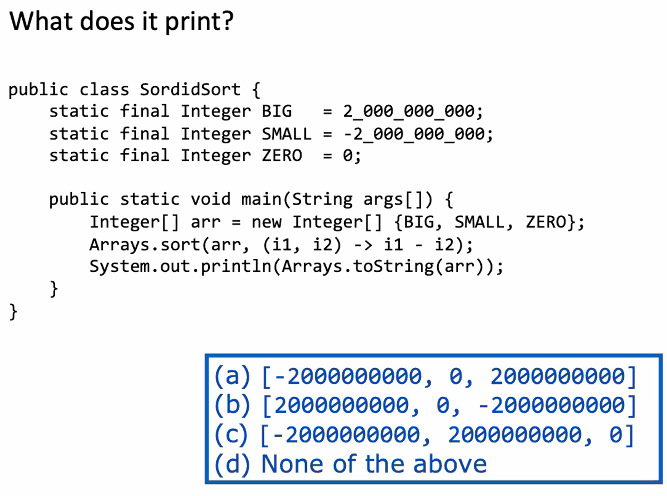 What does it print?
public class SordidSort {
    static final Integer BIG   = 2_000_000_000;
    static final Integer SMALL = -2_000_000_000;
    static final Integer ZERO  = 0;
    public static void main(String args[]) {
        Integer[] arr = new Integer[] {BIG, SMALL, ZERO};
        Arrays.sort(arr, (i1, i2) -> i1 - i2);
        System.out.println(Arrays.toString(arr));
    }
}
(a) [-2000000000, 0, 2000000000]
(b) [2000000000, 0, -2000000000]
(c) [-2000000000, 2000000000, 0]
(d) None of the above